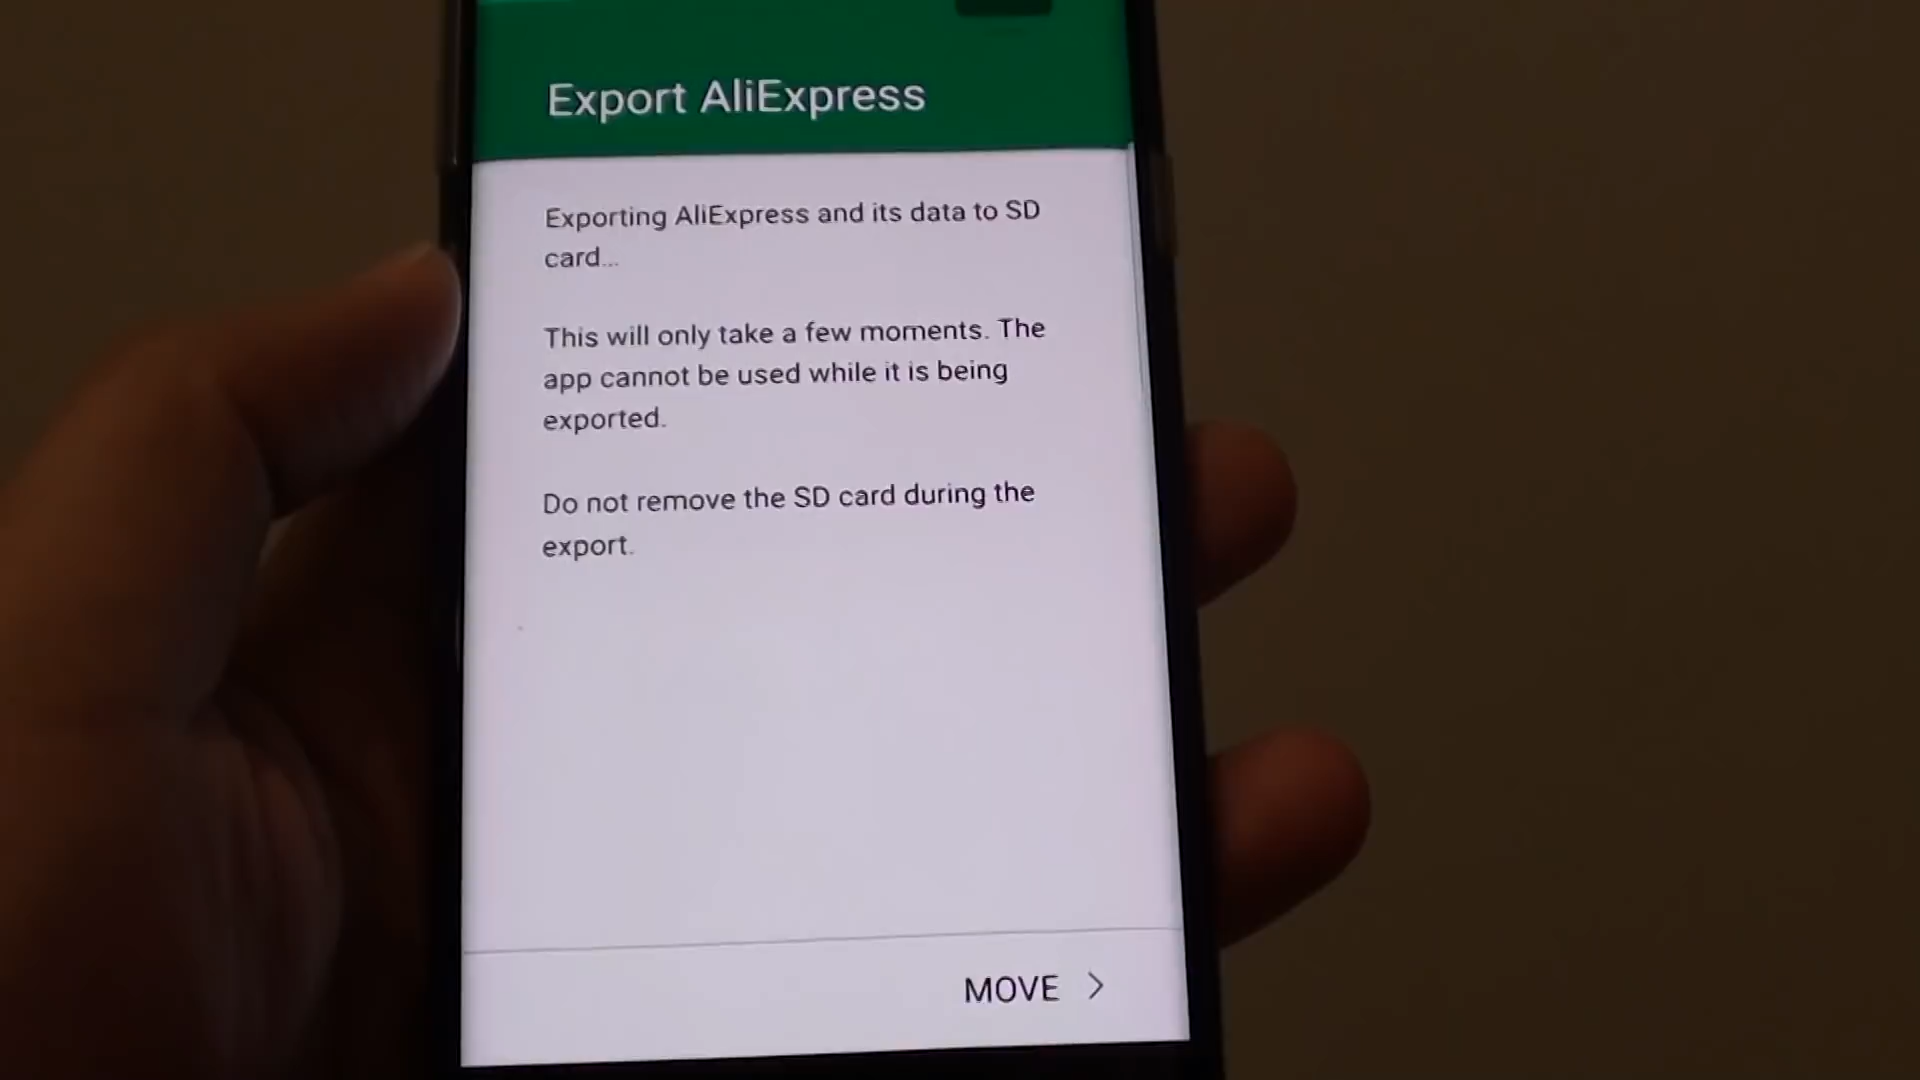 Export AliExpress
Exporting AliExpress and its data to SD
card...
This will only take a few moments. The
app cannot be used while it is being
exported.
Do not remove the SD card during the
export.
MOVE >